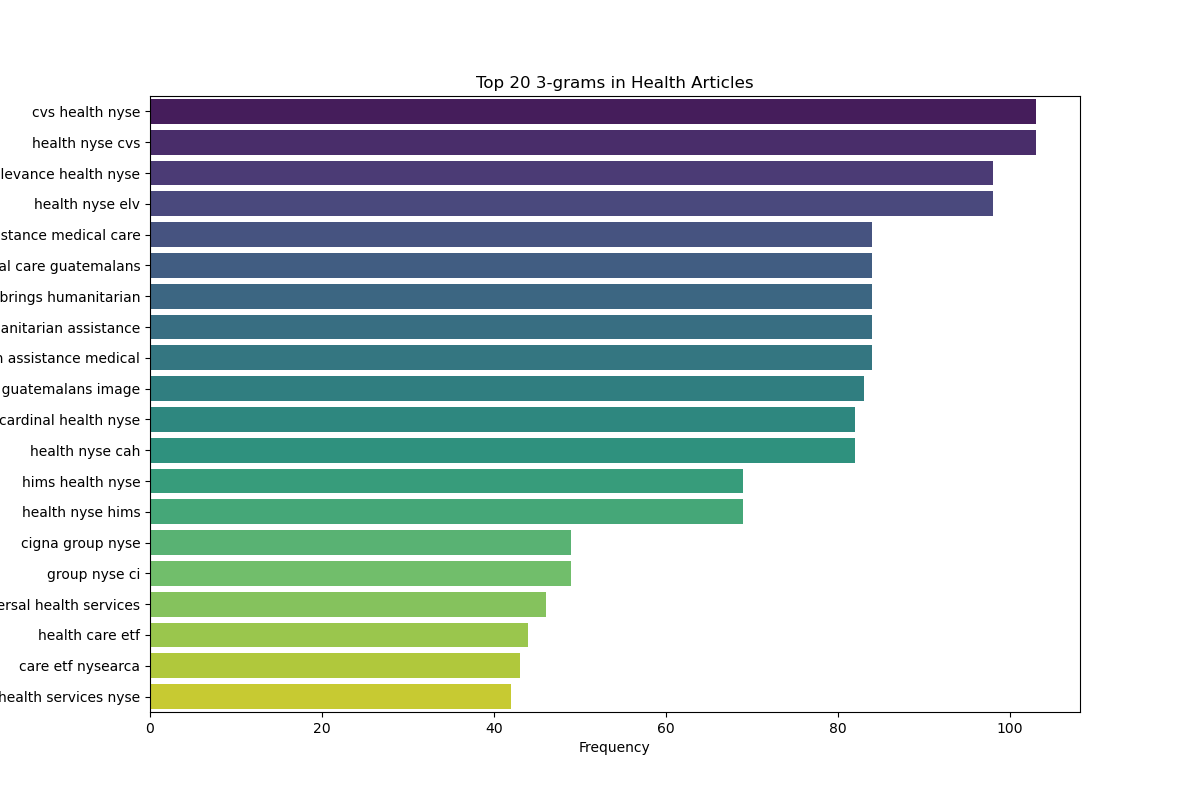 Top 20 3-grams in Health Articles
cvs health nyse
health nyse cvs
levance health nyse
health nyse elv
stance medical care
al care guatemalans
brings humanitarian
anitarian assistance
n assistance medical
guatemalans image
cardinal health nyse
health nyse cah
hims health nyse
health nyse hims
cigna group nyse
group nyse ci
ersal health services
health care etf
care etf nysearca
health services nyse
0 20 40 60 80 100
Frequency